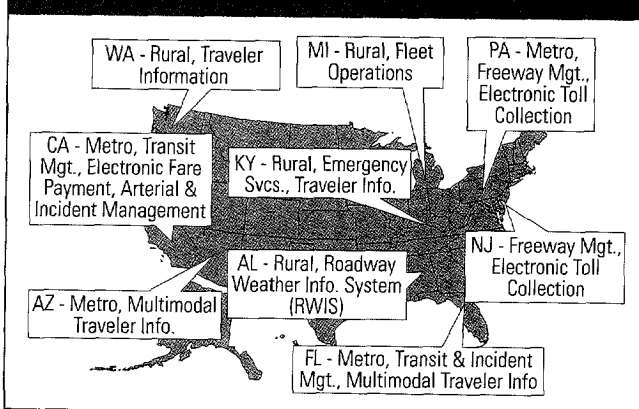 WA - Rural, Traveler
Information
MI - Rural, Fleet
Operations
PA - Metro,
Freeway Mgt.,
Electronic Toll
Collection
CA - Metro, Transit
Mgt., Electronic Fare
Payment, Arterial &
Incident Management
KY - Rural, Emergency
Svcs., Traveler Info.
NJ - Freeway Mgt.,
Electronic Toll
Collection
AL - Rural, Roadway
Weather Info. System
(RWIS)
AZ - Metro, Multimodal
Traveler Info.
FL - Metro, Transit & Incident
Mgt., Multimodal Traveler Info